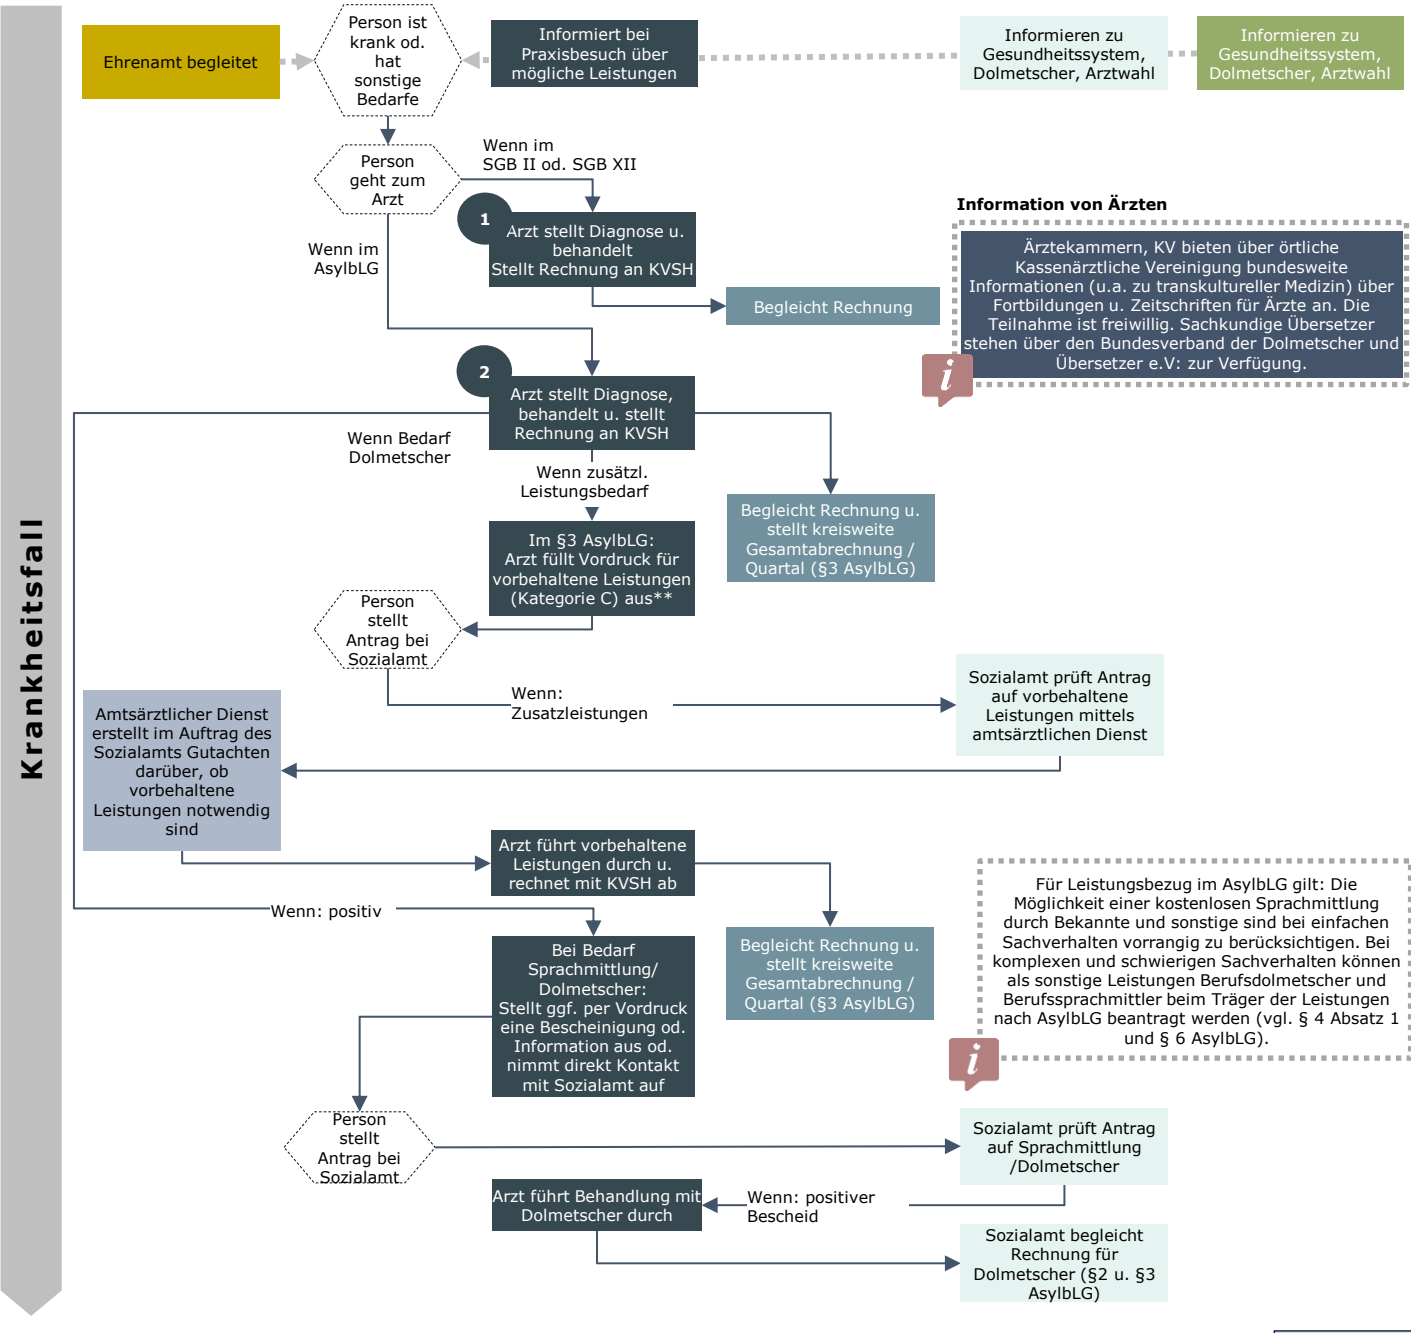 Krankheitsfall
Ehrenamt begleitet
Person ist
krank od.
hat
sonstige
Bedarfe
Informiert bei
Praxisbesuch über
mögliche Leistungen
Informieren zu
Gesundheitssystem,
Dolmetscher, Arztwahl
Informieren zu
Gesundheitssystem,
Dolmetscher, Arztwahl
Person
geht zum
Arzt
Wenn im
SGB II od. SGB XII
Wenn im
AsylbLG
1
Arzt stellt Diagnose u.
behandelt
Stellt Rechnung an KVSH
Begleicht Rechnung
Information von Ärzten
Ärztekammern, KV bieten über örtliche
Kassenärztliche Vereinigung bundesweite
Informationen (u.a. zu transkultureller Medizin) über
Fortbildungen u. Zeitschriften für Ärzte an. Die
Teilnahme ist freiwillig. Sachkundige Übersetzer
stehen über den Bundesverband der Dolmetscher und
Übersetzer e.V: zur Verfügung.
i
2
Arzt stellt Diagnose,
behandelt u. stellt
Rechnung an KVSH
Wenn Bedarf
Dolmetscher
Wenn zusätzl.
Leistungsbedarf
Begleicht Rechnung u.
stellt kreisweite
Gesamtabrechnung /
Quartal (§3 AsylbLG)
Im §3 AsylbLG:
Arzt füllt Vordruck für
vorbehaltene Leistungen
(Kategorie C) aus**
Person
stellt
Antrag bei
Sozialamt
Wenn:
Zusatzleistungen
Sozialamt prüft Antrag
auf vorbehaltene
Leistungen mittels
amtsärztlichen Dienst
Amtsärztlicher Dienst
erstellt im Auftrag des
Sozialamts Gutachten
darüber, ob
vorbehaltene
Leistungen notwendig
sind
Arzt führt vorbehaltene
Leistungen durch u.
rechnet mit KVSH ab
Wenn: positiv
Begleicht Rechnung u.
stellt kreisweite
Gesamtabrechnung /
Quartal (§3 AsylbLG)
Für Leistungsbezug im AsylbLG gilt: Die
Möglichkeit einer kostenlosen Sprachmittlung
durch Bekannte und sonstige sind bei einfachen
Sachverhalten vorrangig zu berücksichtigen. Bei
komplexen und schwierigen Sachverhalten können
als sonstige Leistungen Berufsdolmetscher und
Berufssprachmittler beim Träger der Leistungen
nach AsylbLG beantragt werden (vgl. § 4 Absatz 1
und § 6 AsylbLG).
i
Bei Bedarf
Sprachmittlung/
Dolmetscher:
Stellt ggf. per Vordruck
eine Bescheinigung od.
Information aus od.
nimmt direkt Kontakt
mit Sozialamt auf
Person
stellt
Antrag bei
Sozialamt
Sozialamt prüft Antrag
auf Sprachmittlung
/Dolmetscher
Arzt führt Behandlung mit
Dolmetscher durch
Wenn: positiver
Bescheid
Sozialamt begleicht
Rechnung für
Dolmetscher (§2 u. §3
AsylbLG)